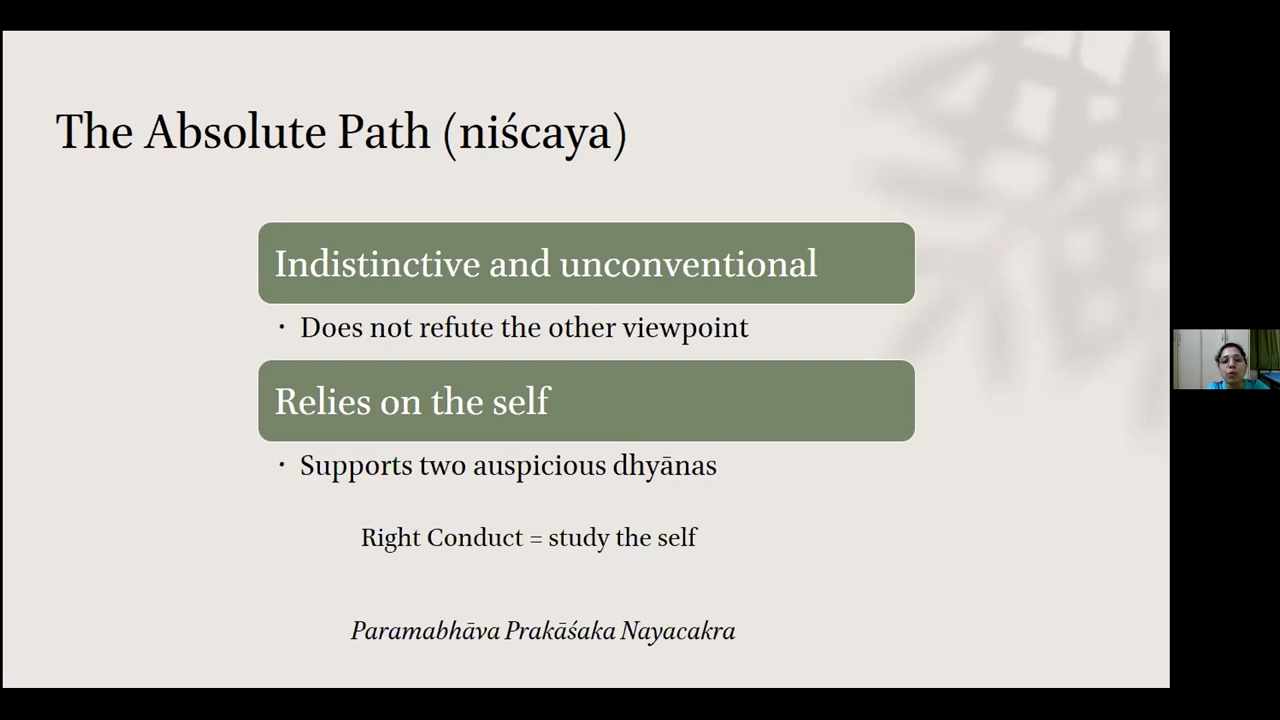 The Absolute Path (niścaya)
Indistinctive and unconventional
· Does not refute the other viewpoint
Relies on the self
· Supports two auspicious dhyānas
Right Conduct = study the self
Paramabhāva Prakāśaka Nayacakra